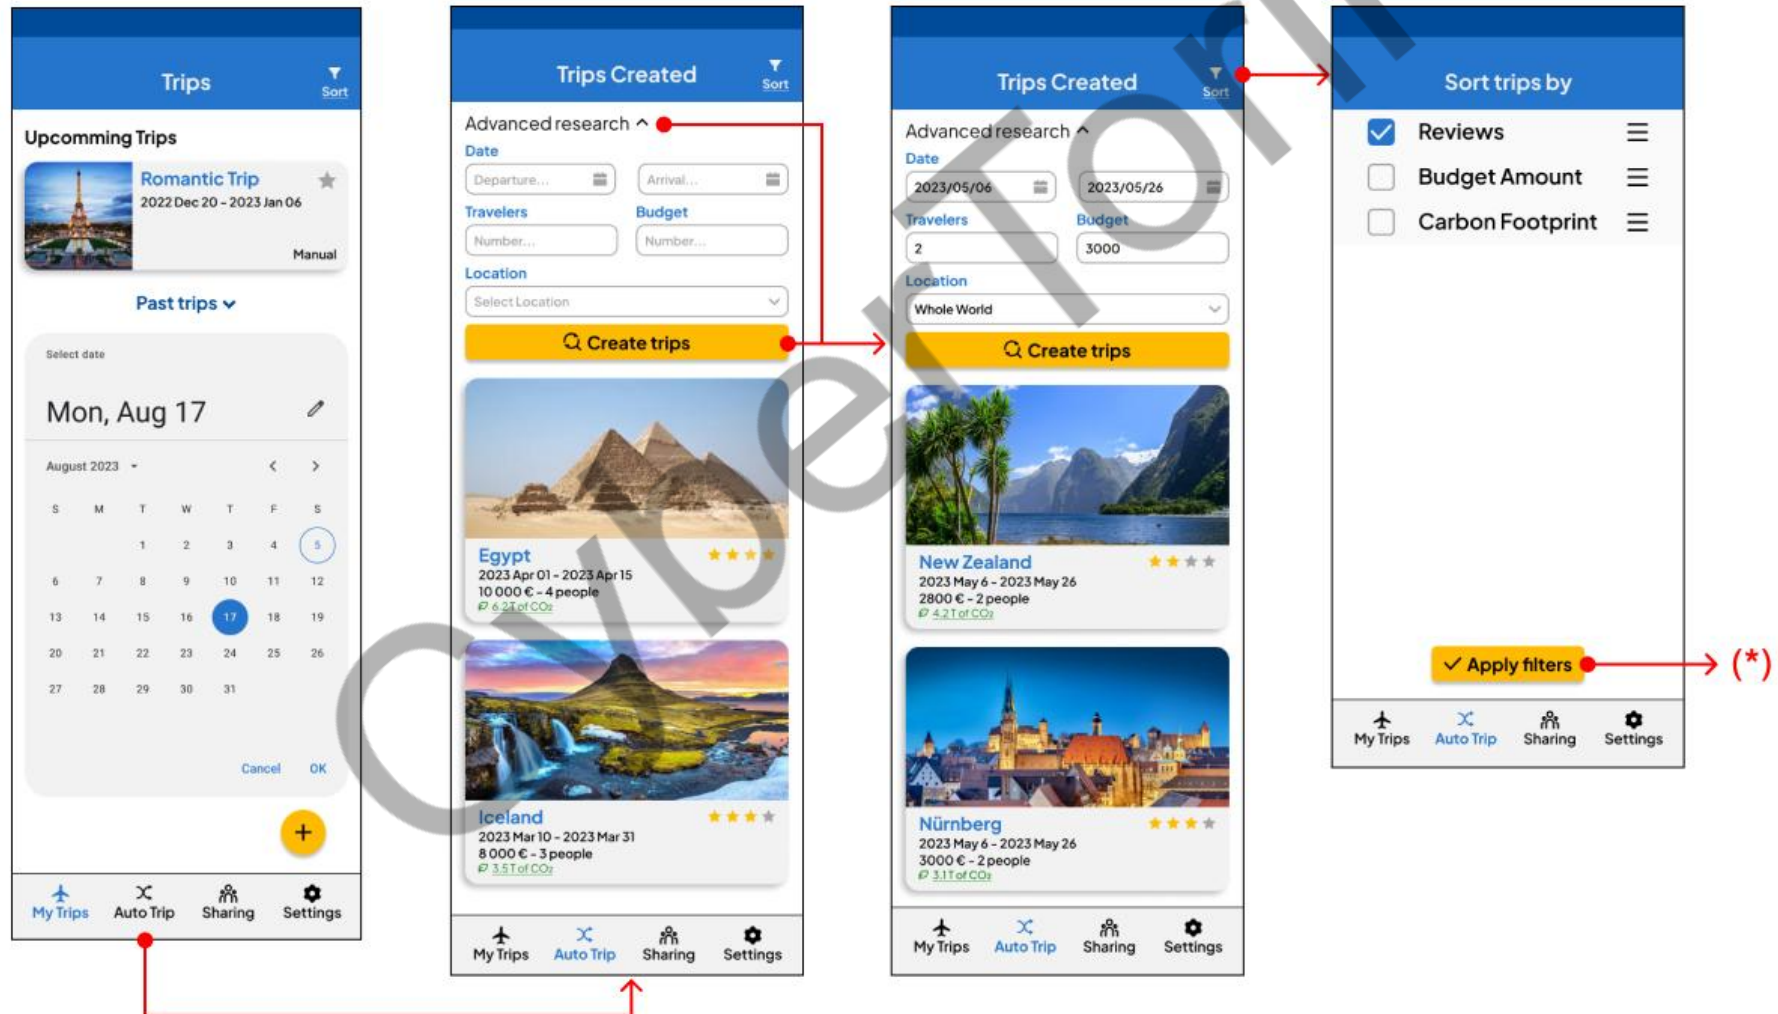 Trips
Sort
Upcomming Trips
Romantic Trip
2022 Dec 20 - 2023 Jan 06
Manual
Past trips
Select date
Mon, Aug 17
August 2023
S M T W T F S
1 2 3 4 5
6 7 8 9 10 11 12
13 14 15 16 17 18 19
20 21 22 23 24 25 26
27 28 29 30 31
Cancel OK
+
My Trips Auto Trip Sharing Settings
Trips Created
Sort
Advanced research
Date
Departure... Arrival...
Travelers Budget
Number... Number...
Location
Select Location
Create trips
Egypt
2023 Apr 01 - 2023 Apr 15
10 000 € - 4 people
6.2T of CO₂
Iceland
2023 Mar 10 - 2023 Mar 31
8 000 € - 3 people
3.5T of CO₂
My Trips Auto Trip Sharing Settings
Trips Created
Sort
Advanced research
Date
2023/05/06 2023/05/26
Travelers Budget
2 3000
Location
Whole World
Create trips
New Zealand
2023 May 6 - 2023 May 26
2800 € - 2 people
4.2T of CO₂
Nürnberg
2023 May 6 - 2023 May 26
3000 € - 2 people
3.1T of CO₂
My Trips Auto Trip Sharing Settings
Sort trips by
Reviews
Budget Amount
Carbon Footprint
Apply filters
(*)
My Trips Auto Trip Sharing Settings